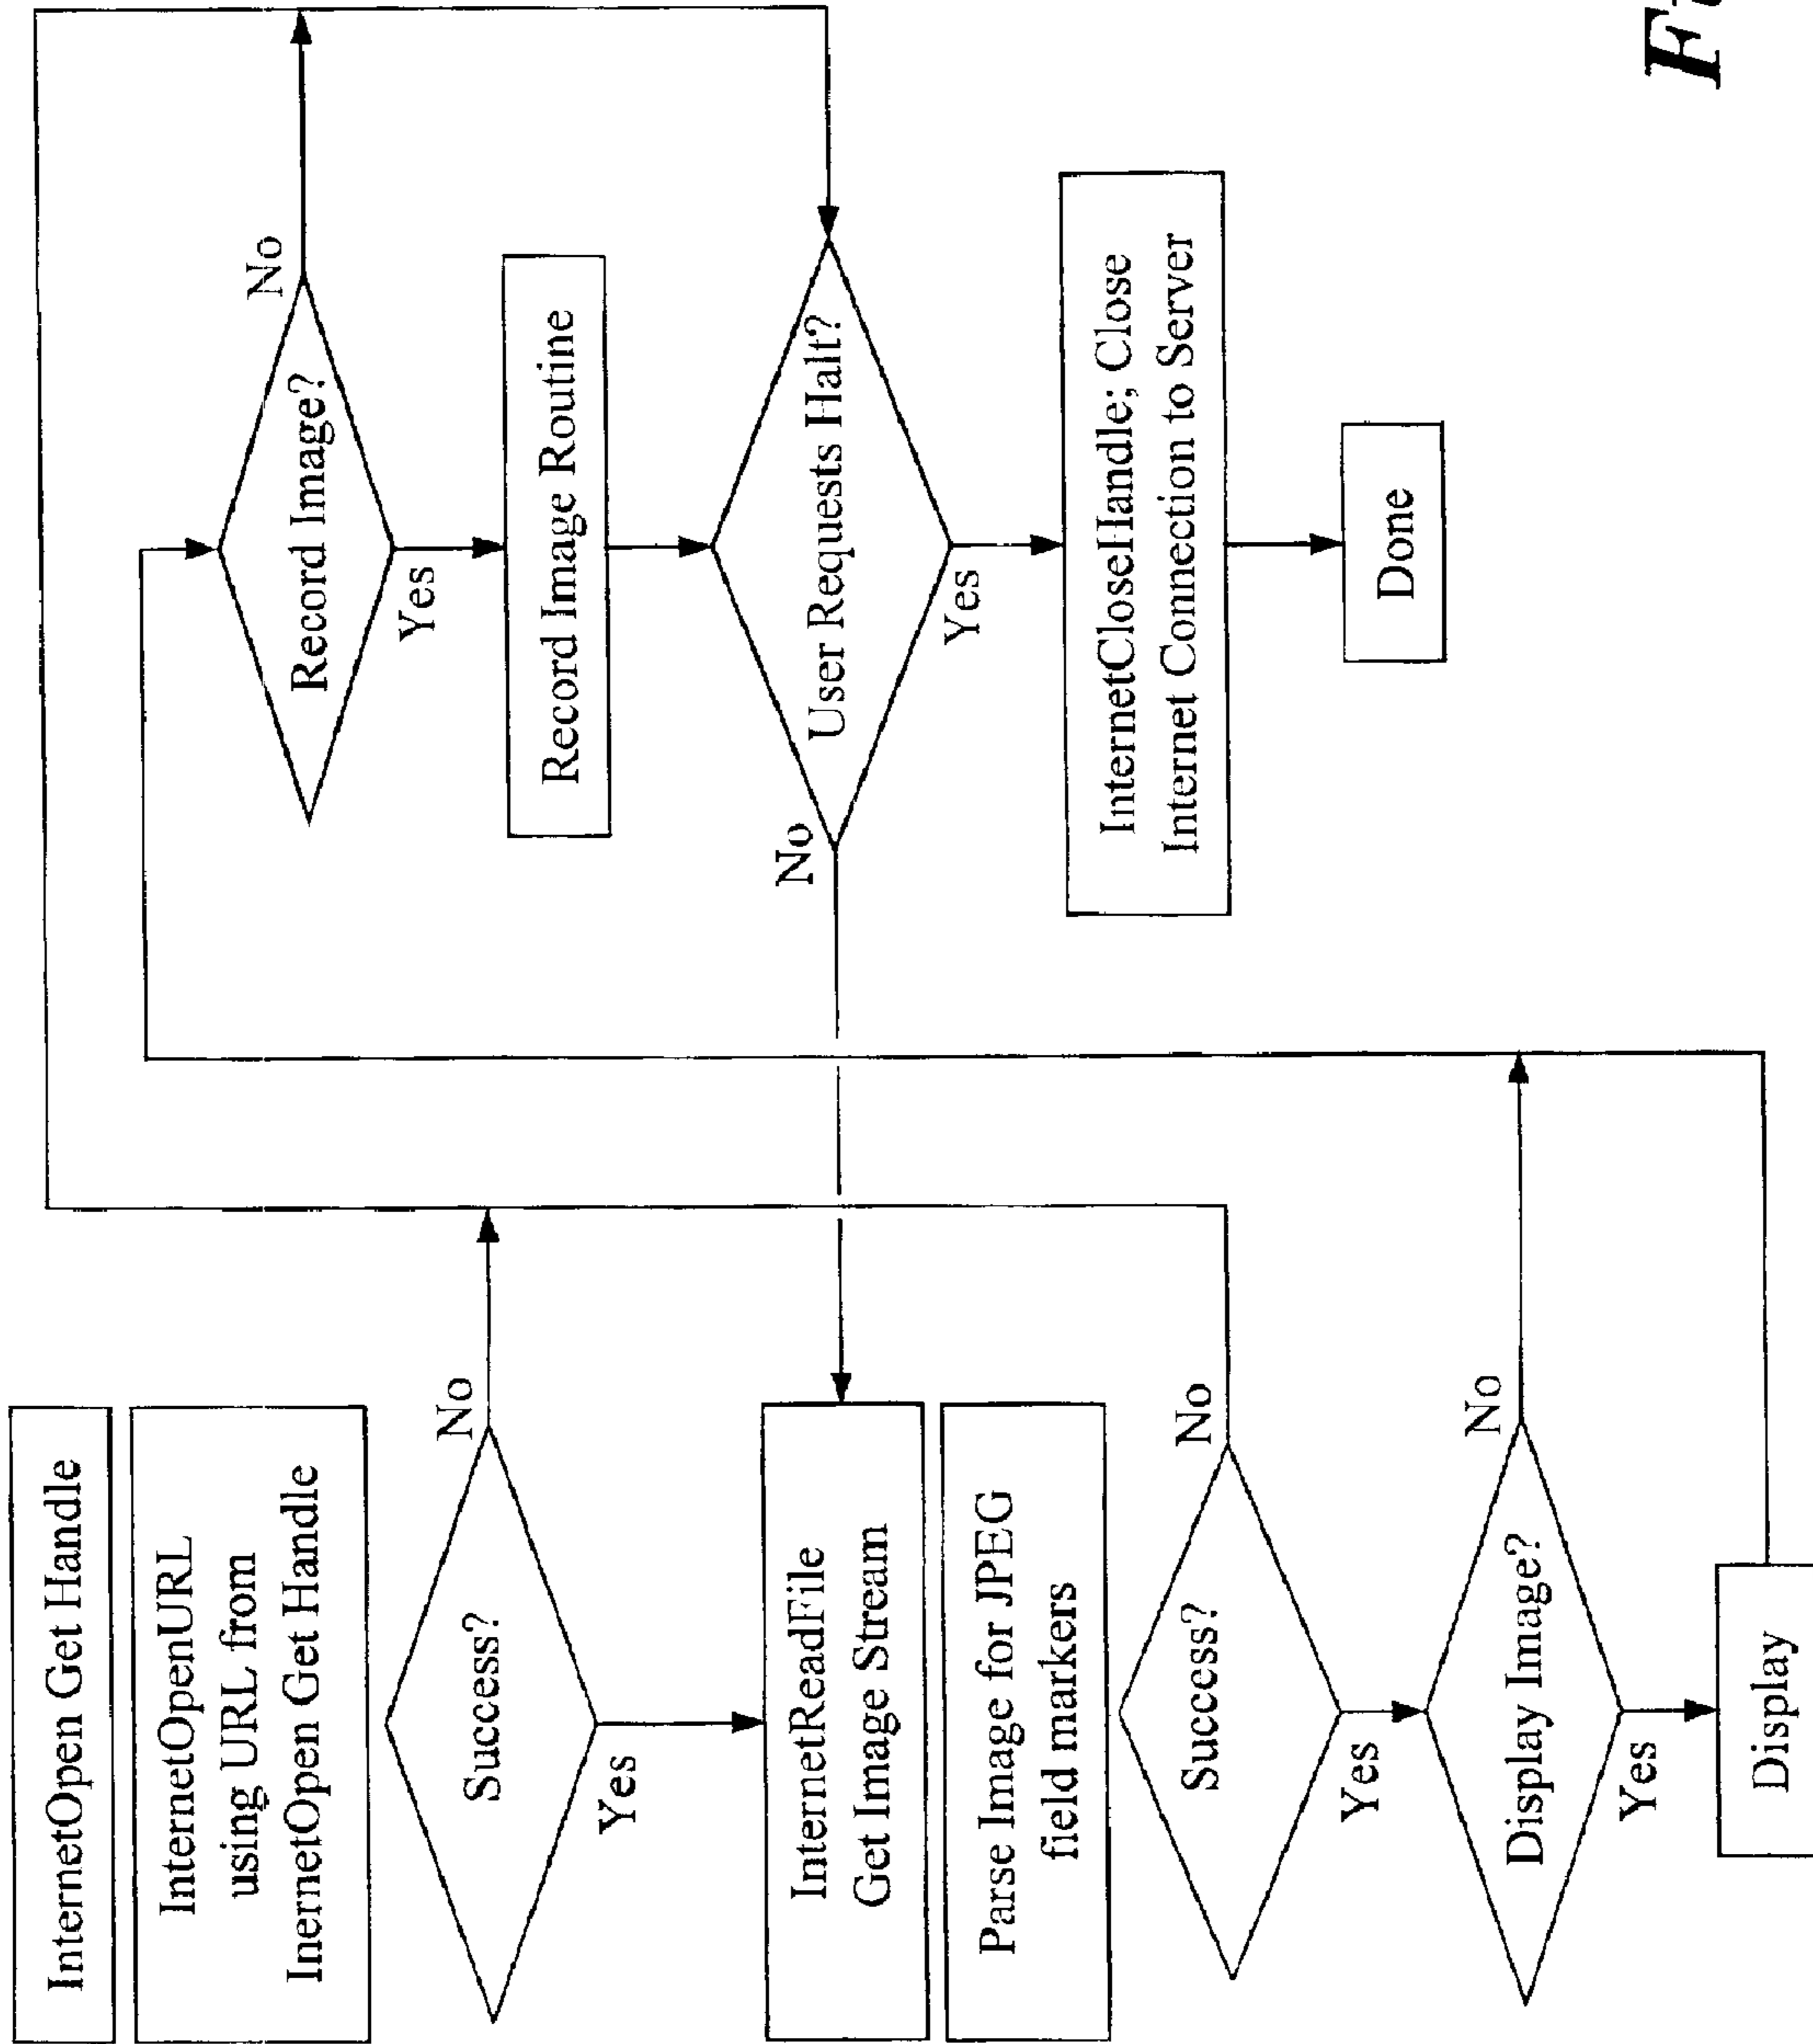 InternetOpen Get Handle
InternetOpenURL
using URL from
InernetOpen Get Handle
Success?
No
Yes
InternetReadFile
Get Image Stream
Parse Image for JPEG
field markers
Success?
No
Yes
Display Image?
No
Yes
Display
Record Image?
No
Yes
Record Image Routine
User Requests Halt?
No
Yes
InternetCloseHandle; Close
Internet Connection to Server
Done